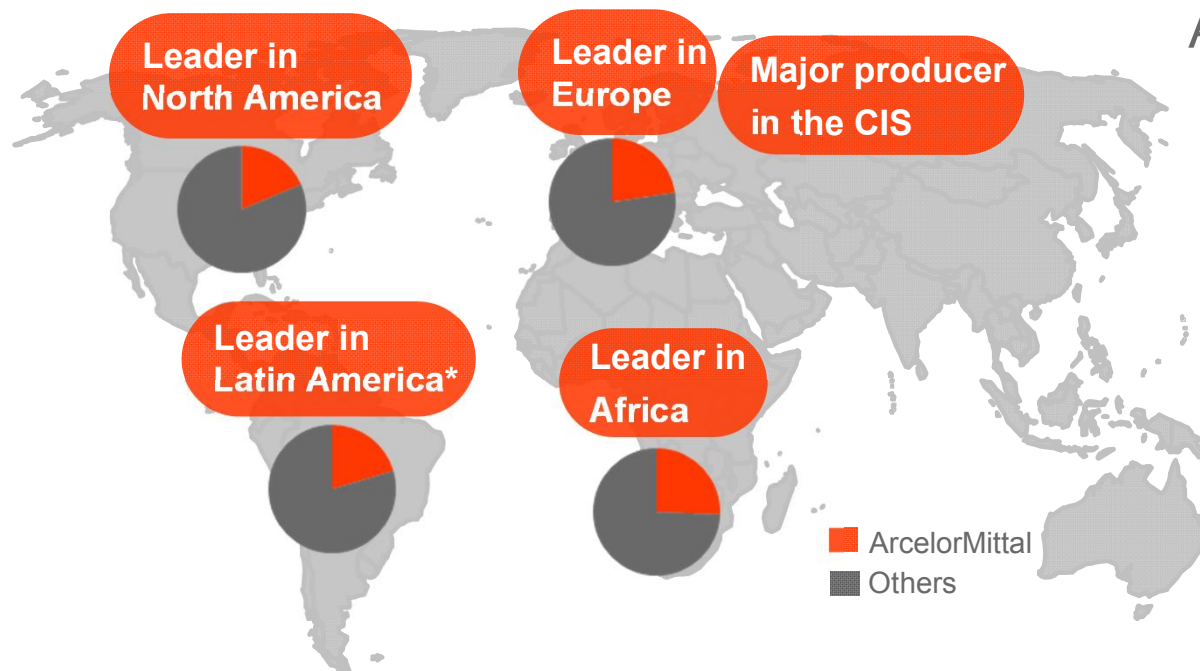 Leader in
North America
Leader in
Europe
Major producer
in the CIS
A
Leader in
Latin America*
Leader in
Africa
ArcelorMittal
Others